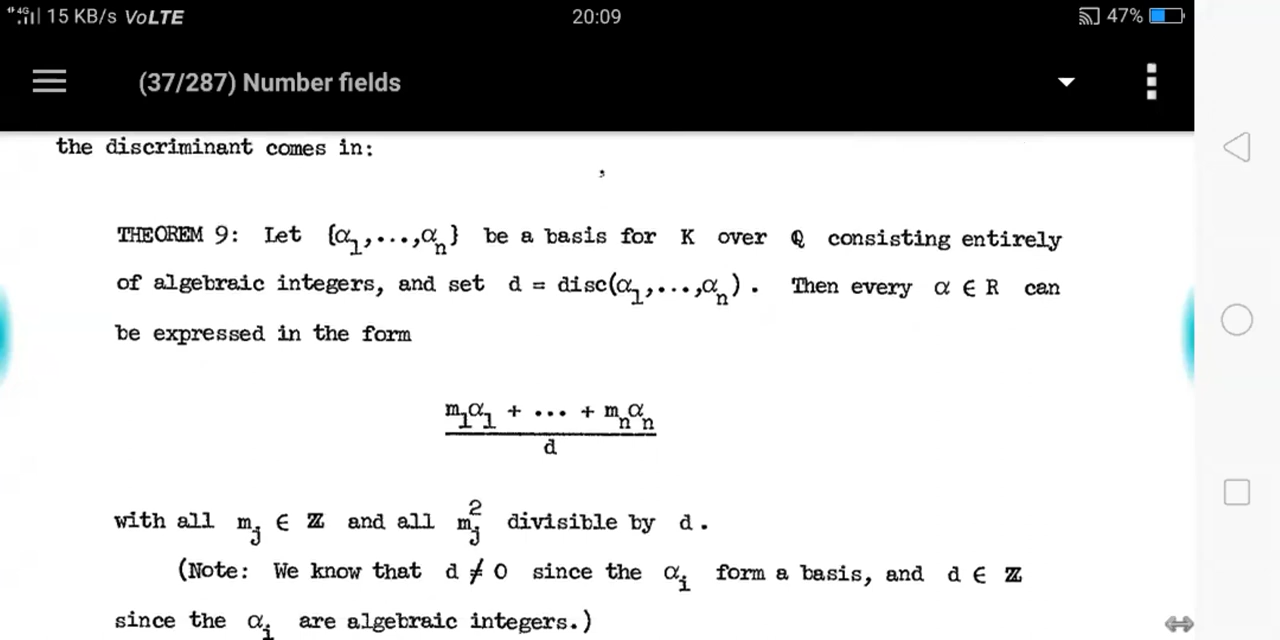 4G 15 KB/s VoLTE 20:09 47%
(37/287) Number fields
the discriminant comes in:
THEOREM 9: Let {α₁,...,αₙ} be a basis for K over ℚ consisting entirely
of algebraic integers, and set d = disc(α₁,...,αₙ). Then every α ∈ R can
be expressed in the form
m₁α₁ + ... + mₙαₙ
d
with all mⱼ ∈ ℤ and all mⱼ² divisible by d.
(Note: We know that d ≠ 0 since the αᵢ form a basis, and d ∈ ℤ
since the αᵢ are algebraic integers.)